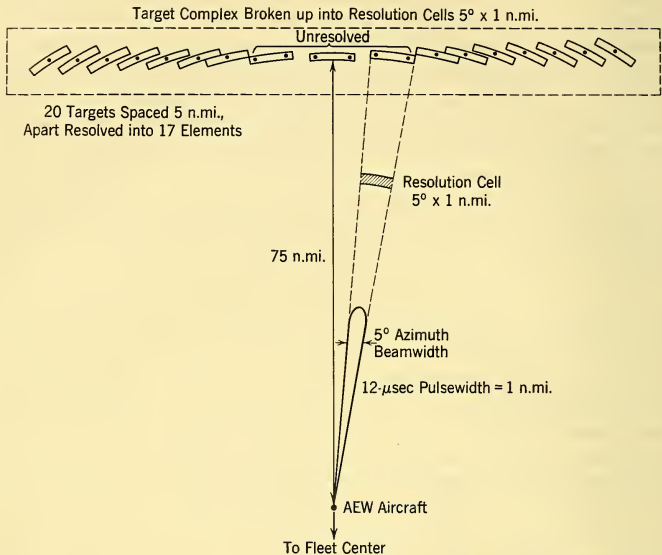 Target Complex Broken up into Resolution Cells 5° x 1 n.mi.
Unresolved
20 Targets Spaced 5 n.mi.,
Apart Resolved into 17 Elements
Resolution Cell
5° x 1 n.mi.
75 n.mi.
5° Azimuth
Beamwidth
12-μsec Pulsewidth = 1 n.mi.
AEW Aircraft
To Fleet Center